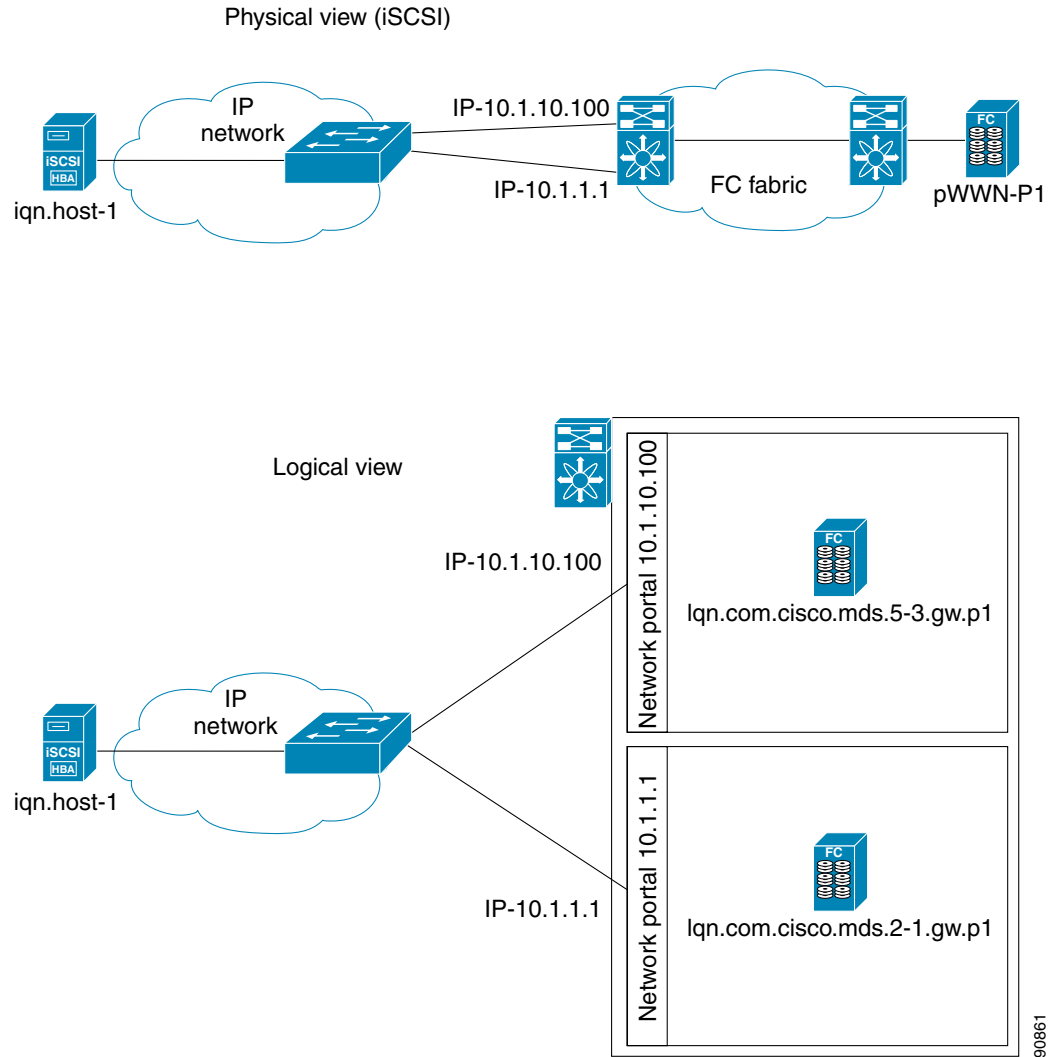 Physical view (iSCSI)
IP
network
IP-10.1.10.100
FC
iSCSI
HBA
IP-10.1.1.1
FC fabric
pWWN-P1
iqn.host-1
Logical view
Network portal 10.1.10.100
IP-10.1.10.100
FC
Iqn.com.cisco.mds.5-3.gw.p1
IP
network
iSCSI
HBA
iqn.host-1
Network portal 10.1.1.1
FC
IP-10.1.1.1
Iqn.com.cisco.mds.2-1.gw.p1
90861